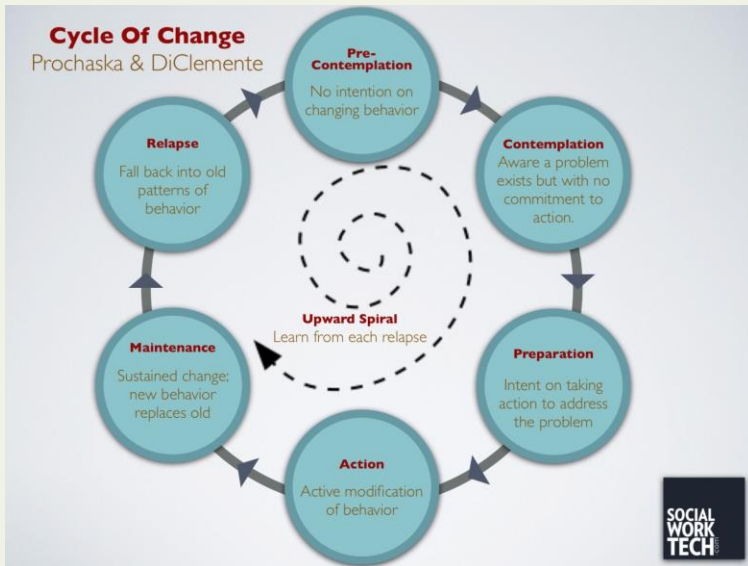 Cycle Of Change
Prochaska & DiClemente
Pre-
Contemplation
No intention on
changing behavior
Contemplation
Aware a problem
exists but with no
commitment to
action.
Preparation
Intent on taking
action to address
the problem
Action
Active modification
of behavior
Maintenance
Sustained change;
new behavior
replaces old
Relapse
Fall back into old
patterns of
behavior
Upward Spiral
Learn from each relapse
SOCIAL
WORK
TECH.com